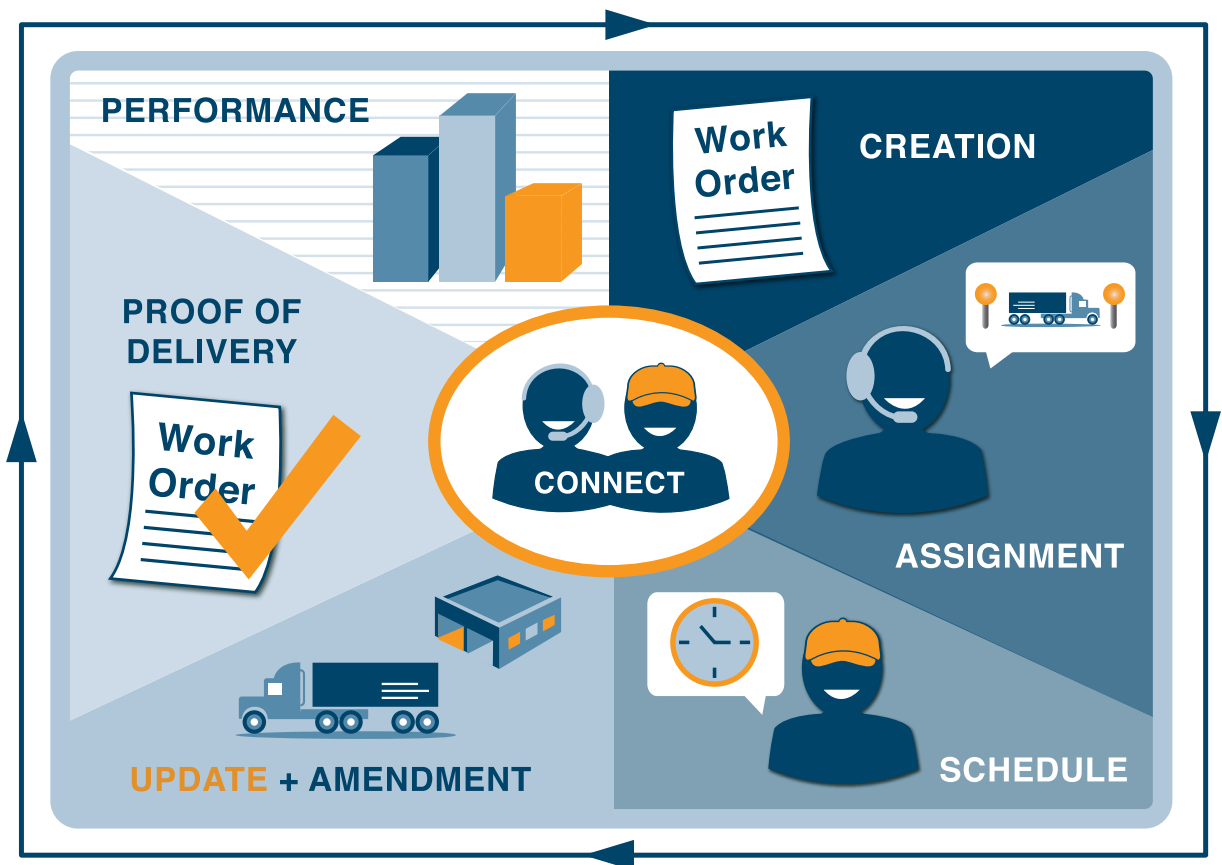 PERFORMANCE
Work
Order
CREATION
PROOF OF
DELIVERY
Work
Order
CONNECT
ASSIGNMENT
UPDATE + AMENDMENT
SCHEDULE